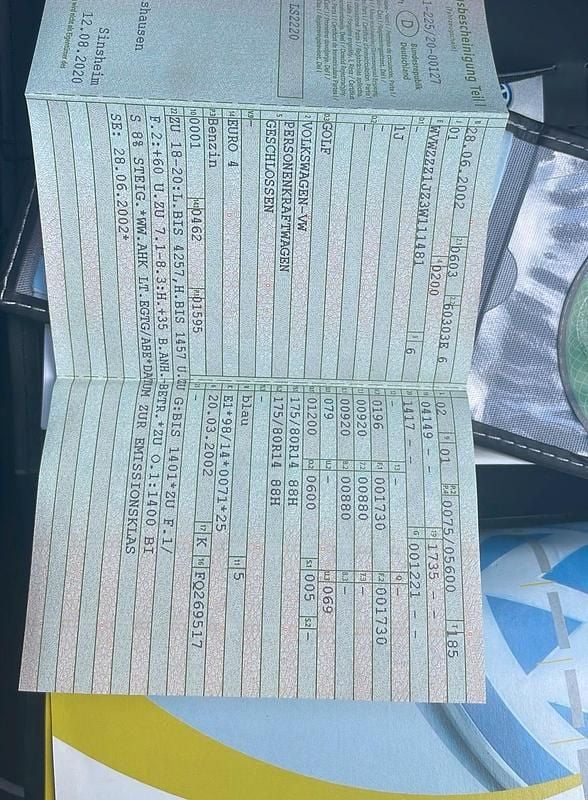 sbescheinigung Teil I
1-225/20-00127
D
Bundesrepublik
Deutschland
LS2220
shausen
Sinsheim
12.08.2020
28.06.2002 0603 60303E 6
01 0200
WVWZZZ1JZ3W111481 6
-
1J
-
GOLF
VOLKSWAGEN-VW
PERSONENKRAFTWAGEN
GESCHLOSSEN
-
EURO 4
Benzin
0001 0462 01595
02 01 0075/05600 185
04149 - - 1735 - -
1417 - - 001221 - -
- -
0196 001730 001730
00920 00880 -
00920 00880 -
079 - 069
01200 0600 005 -
175/80R14 88H
175/80R14 88H
-
blau 5
E1*98/14*0071*25
20.03.2002 K FQ269517
-
ZU 18-20:L.BIS 4257,H.BIS 1457 U.ZU G:BIS 1401*ZU F.1/
F.2:+60 U.ZU 7.1-8.3:H.+35 B.ANH.-BETR.*ZU O.1:1400 BI
S 8% STEIG.*WW.AHK LT.EGTG/ABE*DATUM ZUR EMISSIONSKLAS
SE: 28.06.2002*